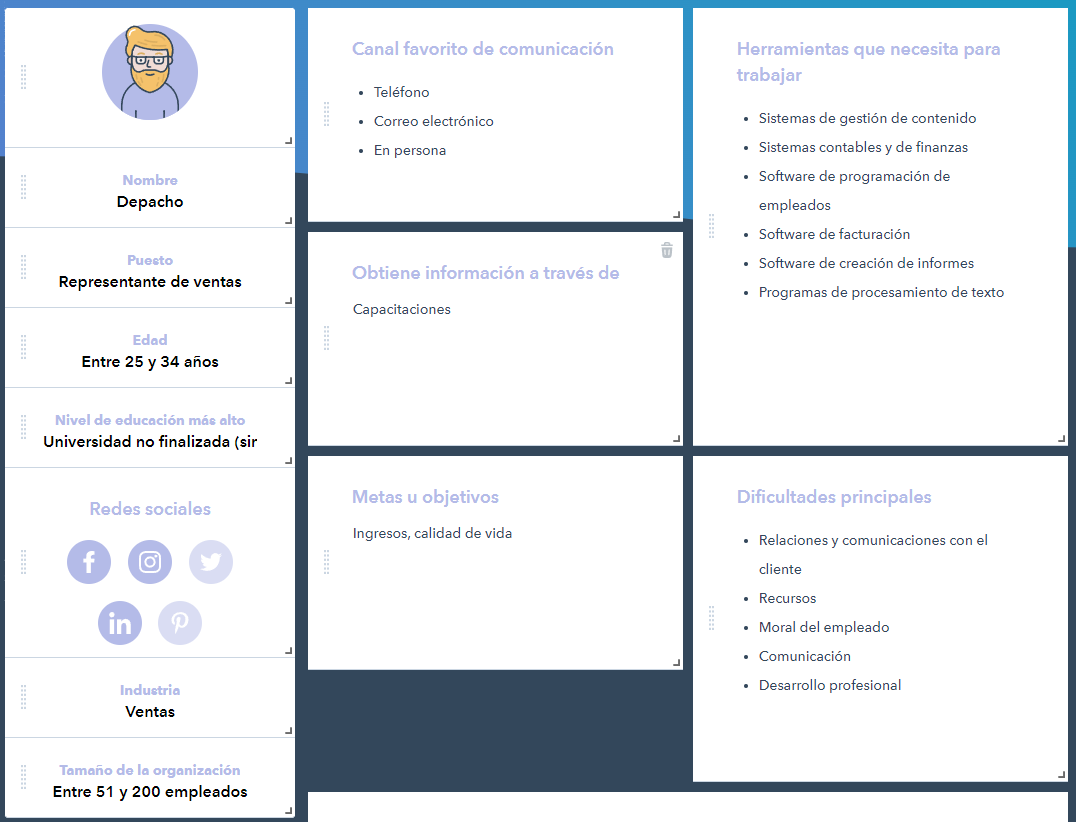 Nombre
Depacho
Puesto
Representante de ventas
Edad
Entre 25 y 34 años
Nivel de educación más alto
Universidad no finalizada (sir
Redes sociales
Industria
Ventas
Tamaño de la organización
Entre 51 y 200 empleados
Canal favorito de comunicación
Teléfono
Correo electrónico
En persona
Obtiene información a través de
Capacitaciones
Metas u objetivos
Ingresos, calidad de vida
Herramientas que necesita para
trabajar
Sistemas de gestión de contenido
Sistemas contables y de finanzas
Software de programación de
empleados
Software de facturación
Software de creación de informes
Programas de procesamiento de texto
Dificultades principales
Relaciones y comunicaciones con el
cliente
Recursos
Moral del empleado
Comunicación
Desarrollo profesional